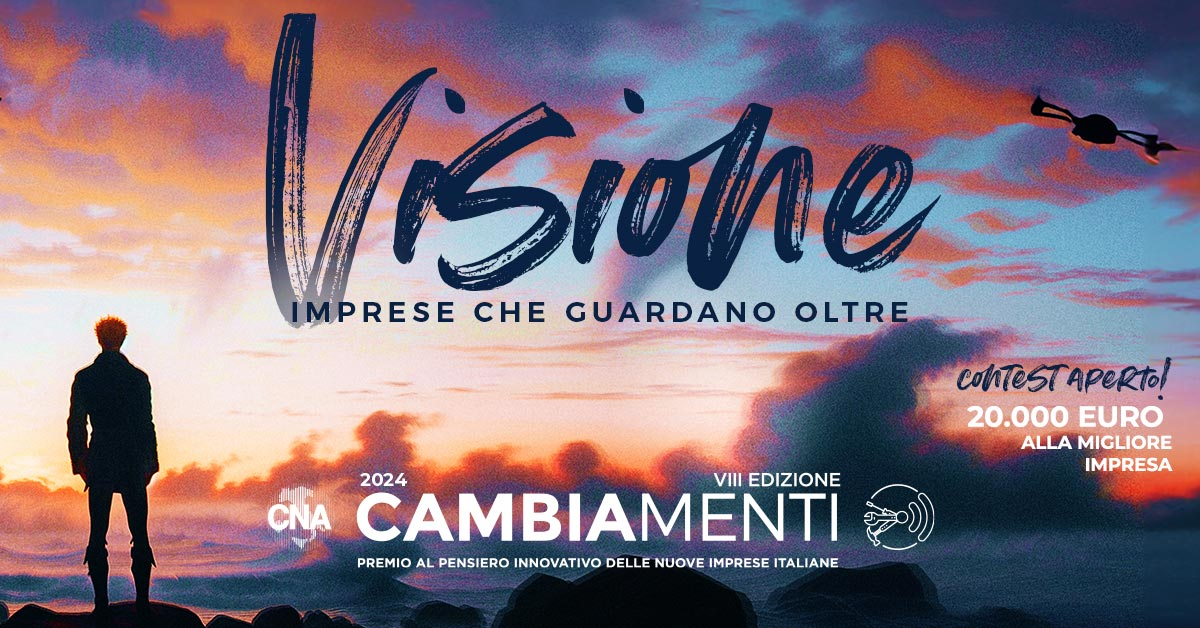 Visione
IMPRESE CHE GUARDANO OLTRE
contest aperto!
20.000 EURO
ALLA MIGLIORE
IMPRESA
2024 VIII EDIZIONE
CNA
CAMBIAMENTI
PREMIO AL PENSIERO INNOVATIVO DELLE NUOVE IMPRESE ITALIANE